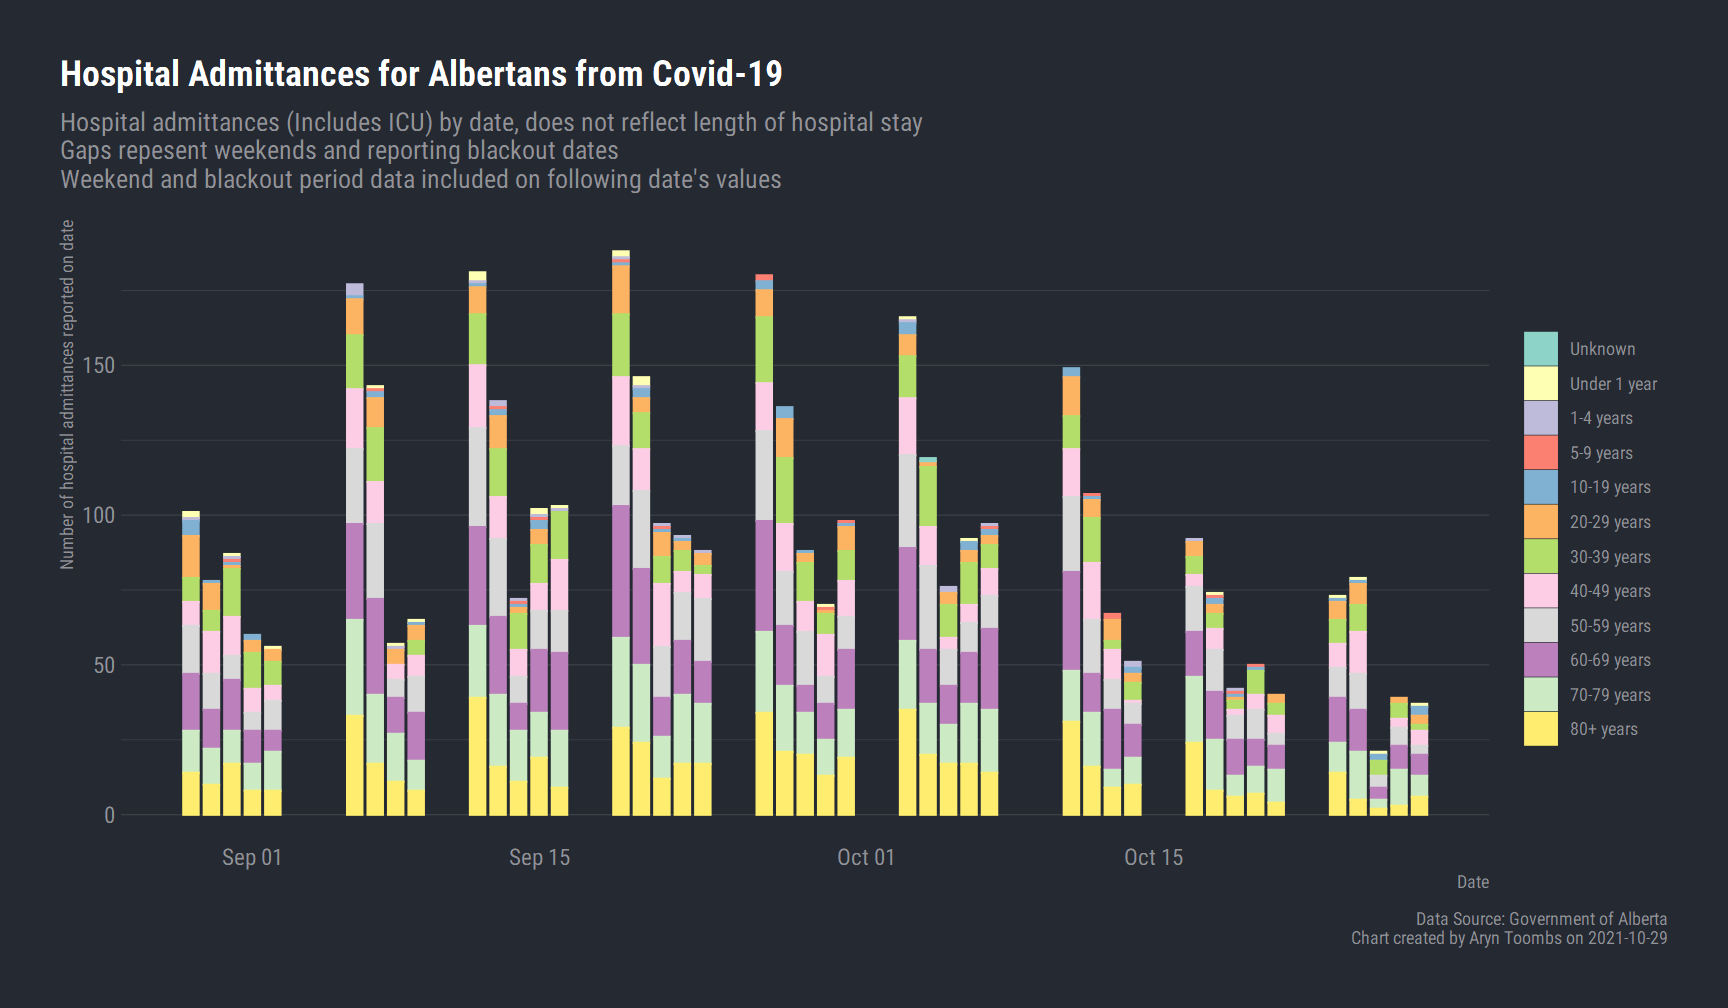 Hospital Admittances for Albertans from Covid-19
Hospital admittances (Includes ICU) by date, does not reflect length of hospital stay
Gaps repesent weekends and reporting blackout dates
Weekend and blackout period data included on following date's values
Number of hospital admittances reported on date
150
100
50
0
Sep 01
Sep 15
Oct 01
Oct 15
Date
Unknown
Under 1 year
1-4 years
5-9 years
10-19 years
20-29 years
30-39 years
40-49 years
50-59 years
60-69 years
70-79 years
80+ years
Data Source: Government of Alberta
Chart created by Aryn Toombs on 2021-10-29